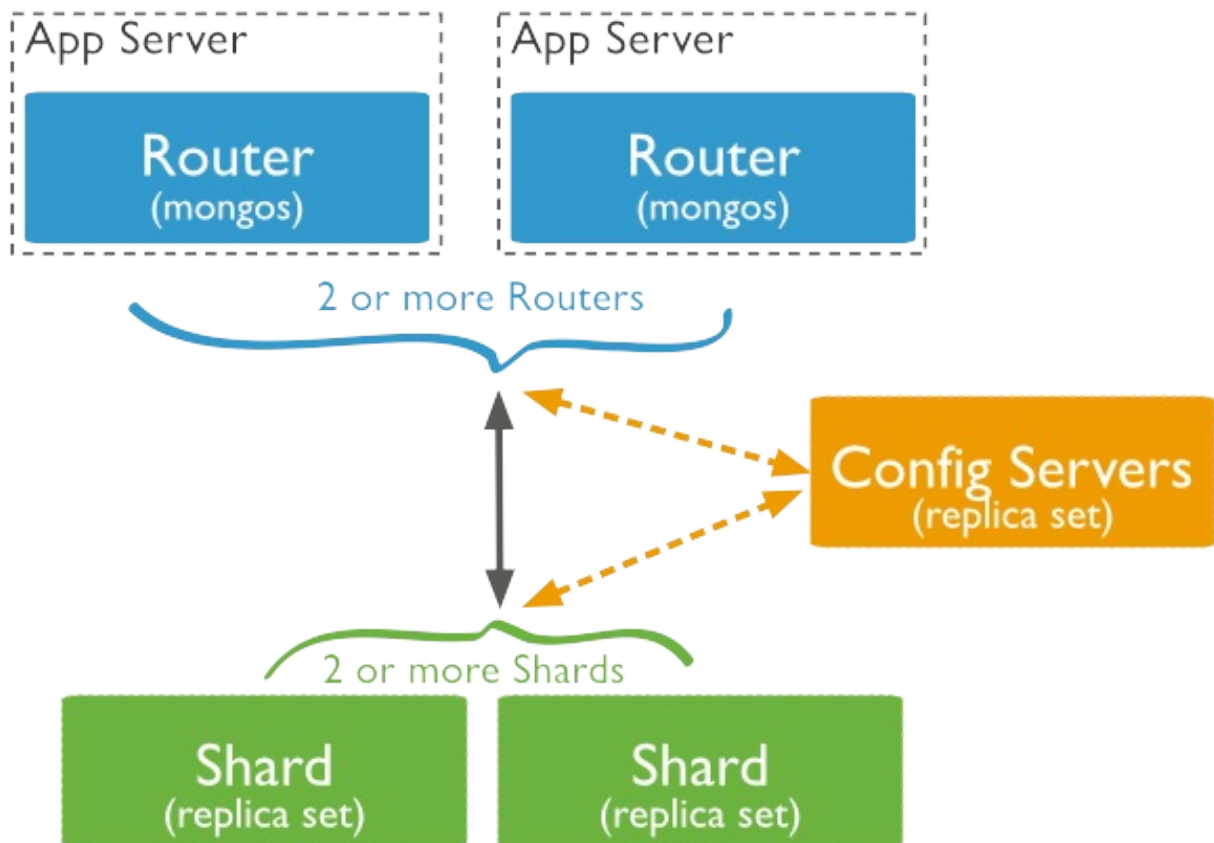 App Server
Router
(mongos)
App Server
Router
(mongos)
2 or more Routers
Config Servers
(replica set)
2 or more Shards
Shard
(replica set)
Shard
(replica set)